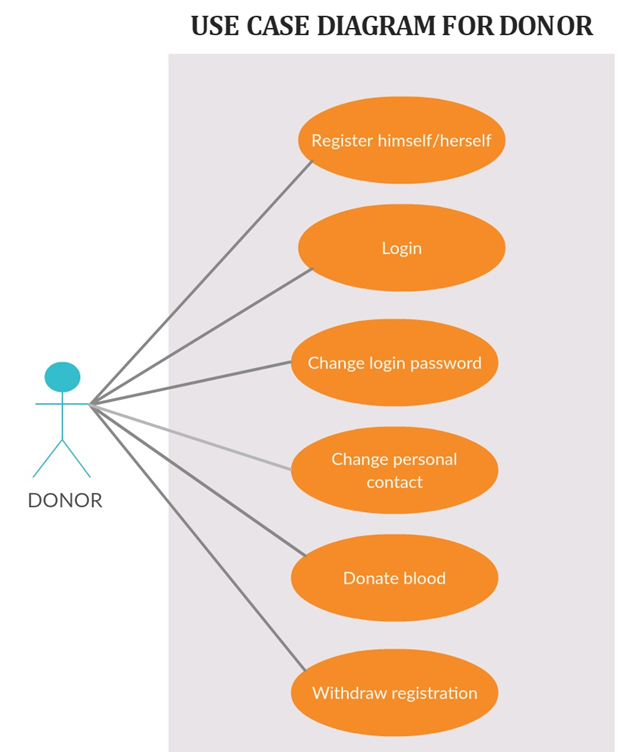 USE CASE DIAGRAM FOR DONOR
Register himself/herself
Login
Change login password
Change personal
contact
DONOR
Donate blood
Withdraw registration